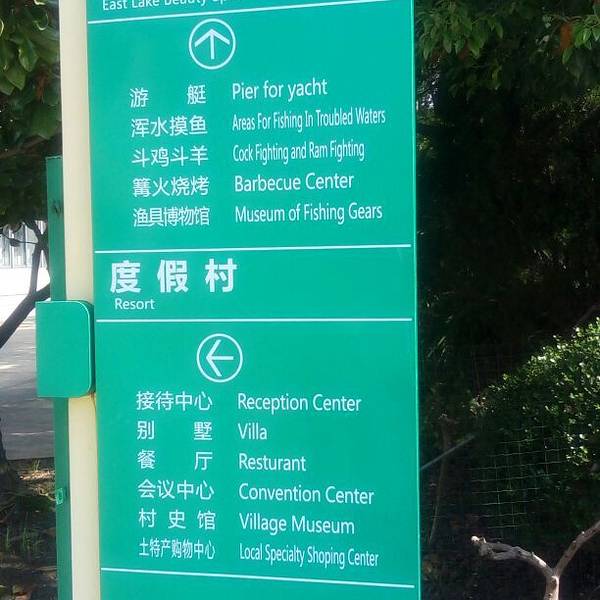 East Lake Beauty
游 艇 Pier for yacht
浑水摸鱼 Areas For Fishing In Troubled Waters
斗鸡斗羊 Cock Fighting and Ram Fighting
篝火烧烤 Barbecue Center
渔具博物馆 Museum of Fishing Gears
度假村
Resort
接待中心 Reception Center
别 墅 Villa
餐 厅 Resturant
会议中心 Convention Center
村 史 馆 Village Museum
土特产购物中心 Local Specialty Shoping Center